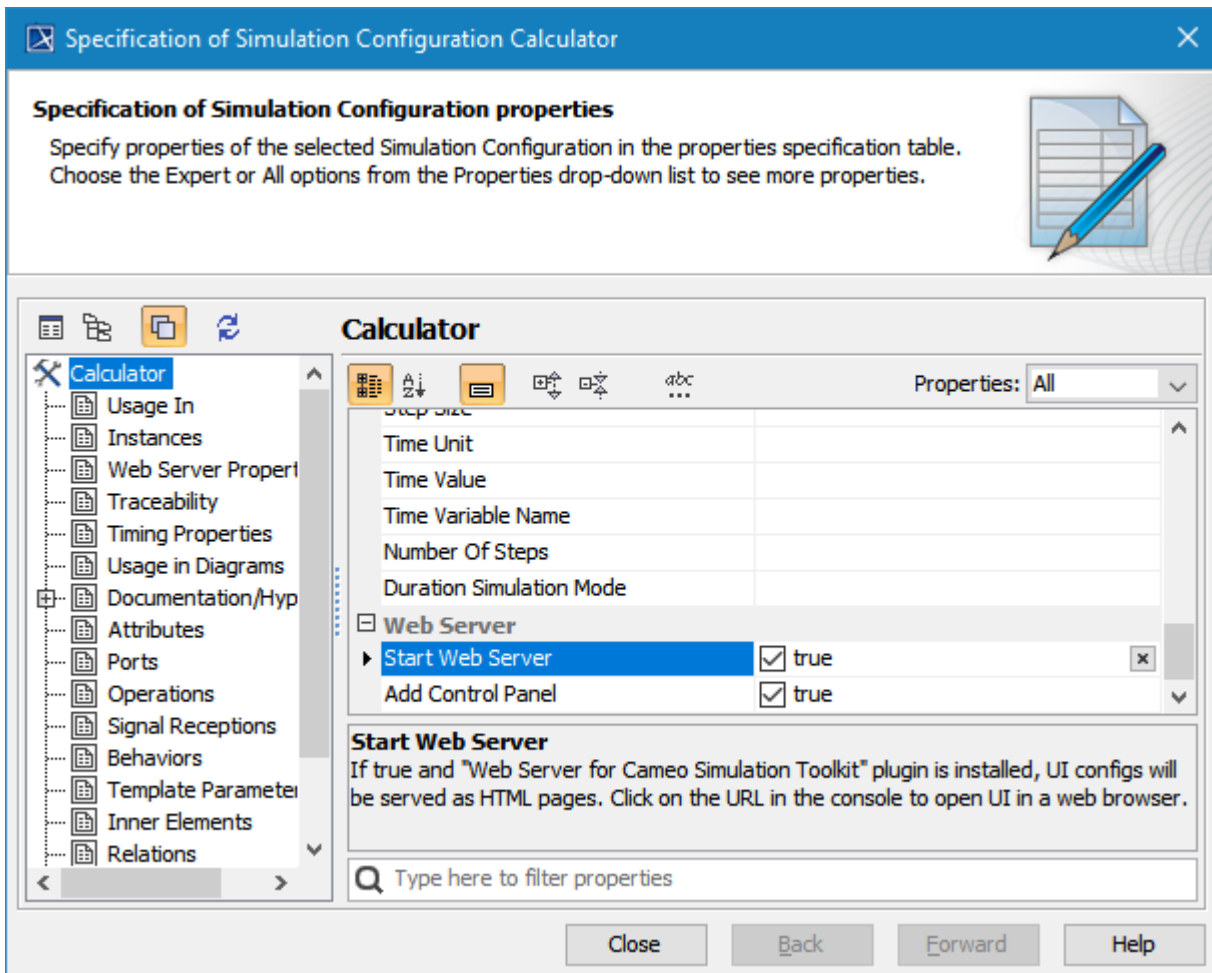 Specification of Simulation Configuration Calculator
Specification of Simulation Configuration properties
Specify properties of the selected Simulation Configuration in the properties specification table.
Choose the Expert or All options from the Properties drop-down list to see more properties.
Calculator
Calculator
Usage In
Instances
Web Server Propert
Traceability
Timing Properties
Usage in Diagrams
Documentation/Hyp
Attributes
Ports
Operations
Signal Receptions
Behaviors
Template Parameter
Inner Elements
Relations
Properties: All
Step Size
Time Unit
Time Value
Time Variable Name
Number Of Steps
Duration Simulation Mode
Web Server
Start Web Server true
Add Control Panel true
Start Web Server
If true and "Web Server for Cameo Simulation Toolkit" plugin is installed, UI configs will
be served as HTML pages. Click on the URL in the console to open UI in a web browser.
Type here to filter properties
Close Back Forward Help